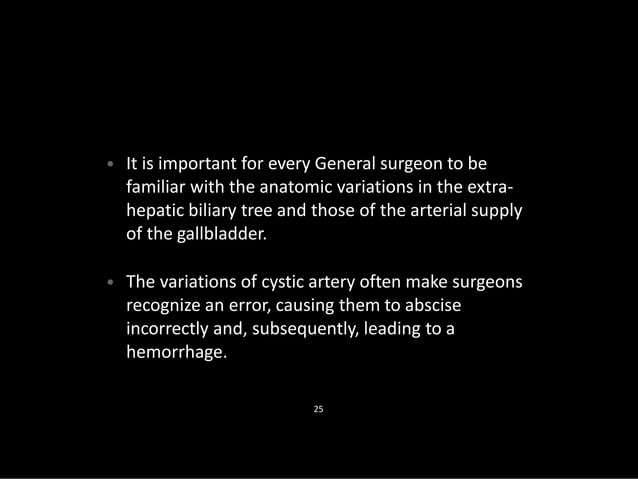 • It is important for every General surgeon to be
familiar with the anatomic variations in the extra-
hepatic biliary tree and those of the arterial supply
of the gallbladder.
• The variations of cystic artery often make surgeons
recognize an error, causing them to abscise
incorrectly and, subsequently, leading to a
hemorrhage.
25